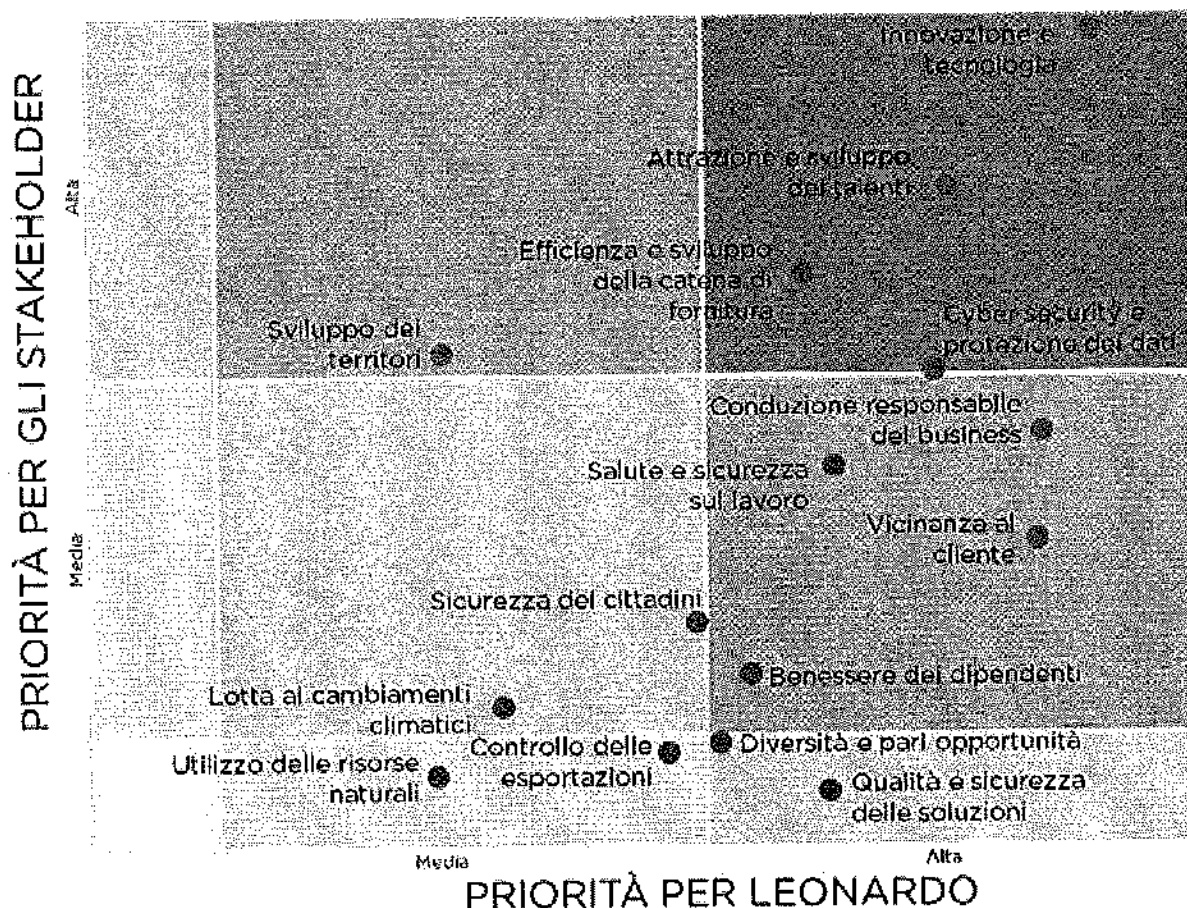 PRIORITÀ PER GLI STAKEHOLDER
Alta
Media
Innovazione e
tecnologia
Attrazione e sviluppo
dei talenti
Efficienza e sviluppo
della catena di
fornitura
Sviluppo dei
territori
Cyber security e
protezione dei dati
Conduzione responsabile
del business
Salute e sicurezza
sul lavoro
Vicinanza al
cliente
Sicurezza dei cittadini
Benessere dei dipendenti
Lotta ai cambiamenti
climatici
Diversità e pari opportunità
Controllo delle
esportazioni
Utilizzo delle risorse
naturali
Qualità e sicurezza
delle soluzioni
Media
Alta
PRIORITÀ PER LEONARDO